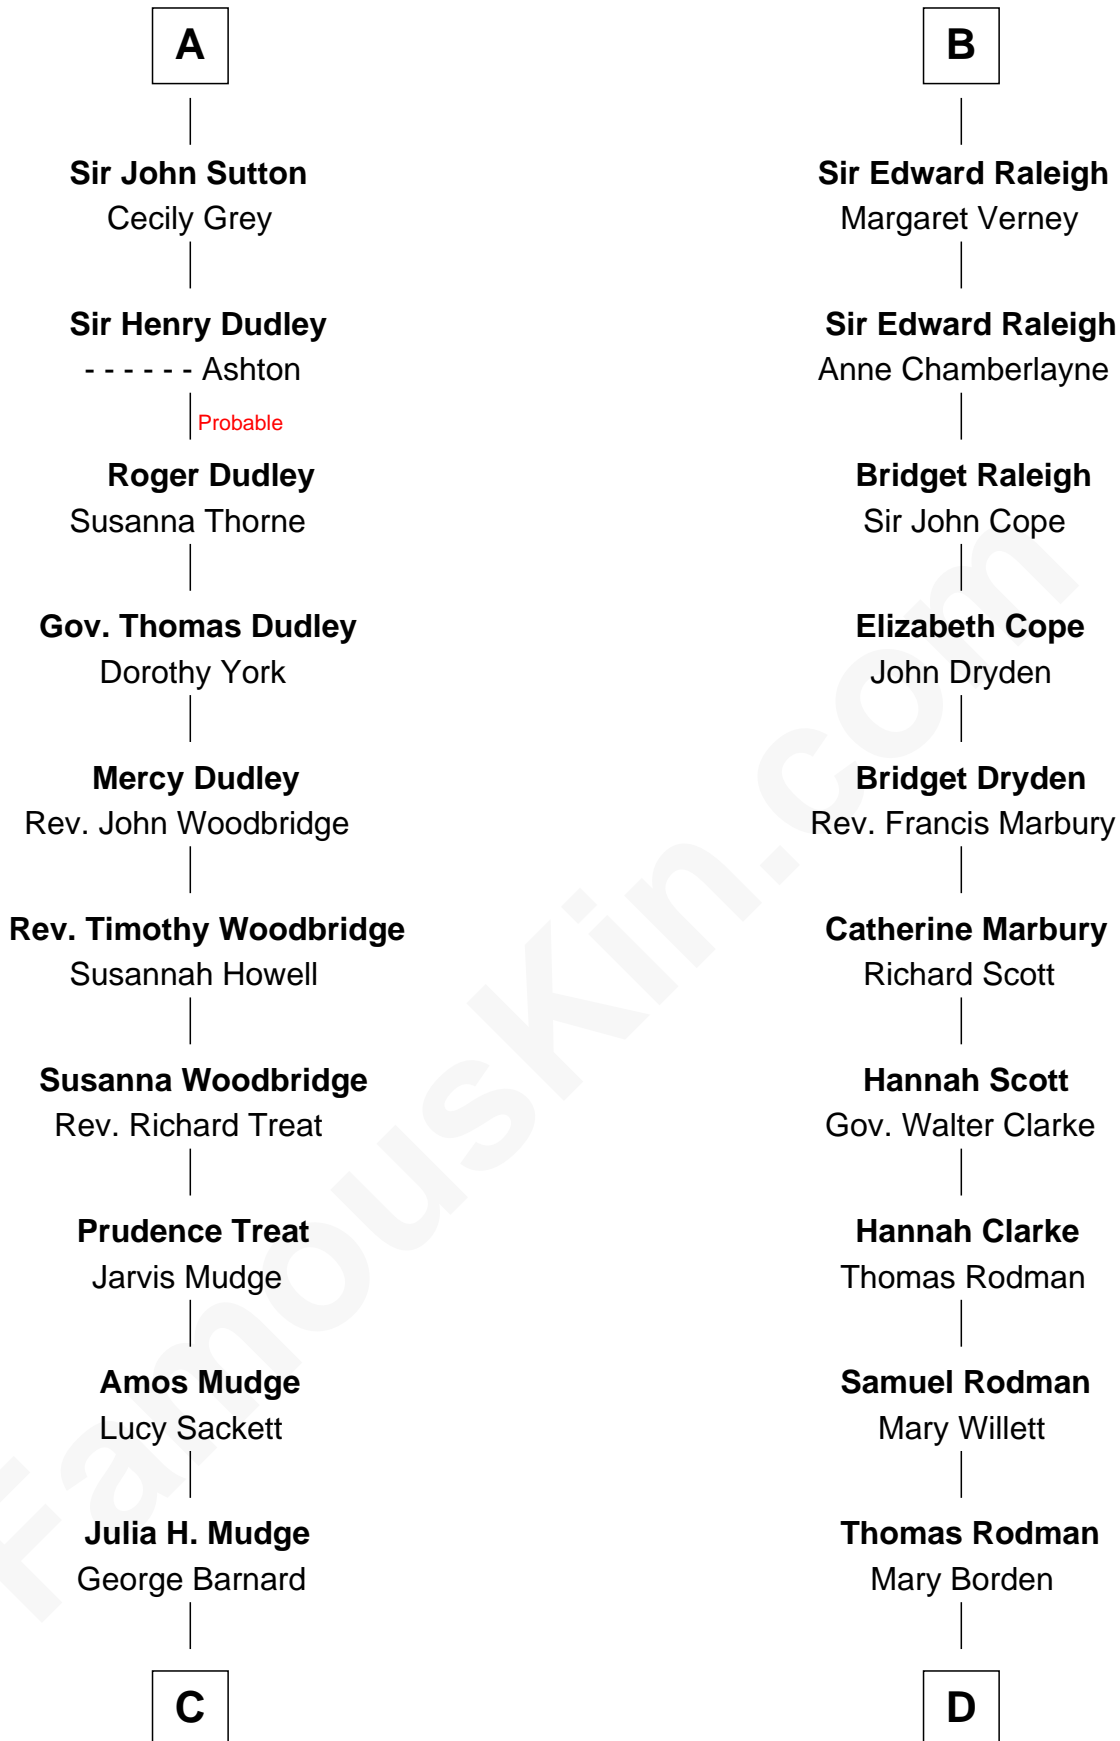 A
Sir John Sutton
Cecily Grey
Sir Henry Dudley
- - - - - - Ashton
Probable
Roger Dudley
Susanna Thorne
Gov. Thomas Dudley
Dorothy York
Mercy Dudley
Rev. John Woodbridge
Rev. Timothy Woodbridge
Susannah Howell
Susanna Woodbridge
Rev. Richard Treat
Prudence Treat
Jarvis Mudge
Amos Mudge
Lucy Sackett
Julia H. Mudge
George Barnard
C
B
Sir Edward Raleigh
Margaret Verney
Sir Edward Raleigh
Anne Chamberlayne
Bridget Raleigh
Sir John Cope
Elizabeth Cope
John Dryden
Bridget Dryden
Rev. Francis Marbury
Catherine Marbury
Richard Scott
Hannah Scott
Gov. Walter Clarke
Hannah Clarke
Thomas Rodman
Samuel Rodman
Mary Willett
Thomas Rodman
Mary Borden
D
FamousKin.com